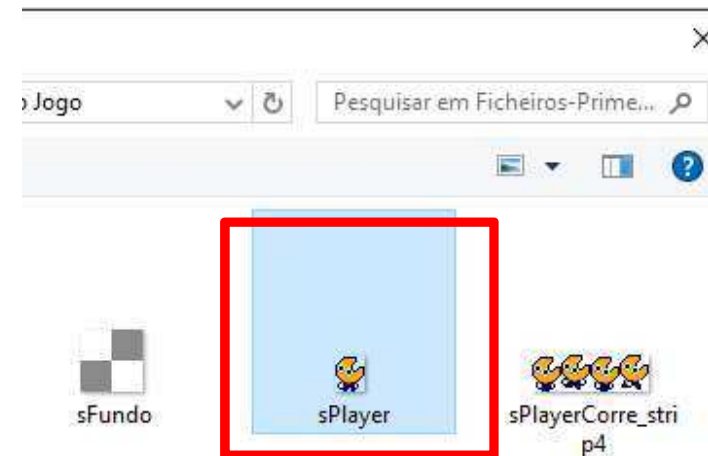 Jogo
Pesquisar em Ficheiros-Prime...
sFundo
sPlayer
sPlayerCorre_stri
p4